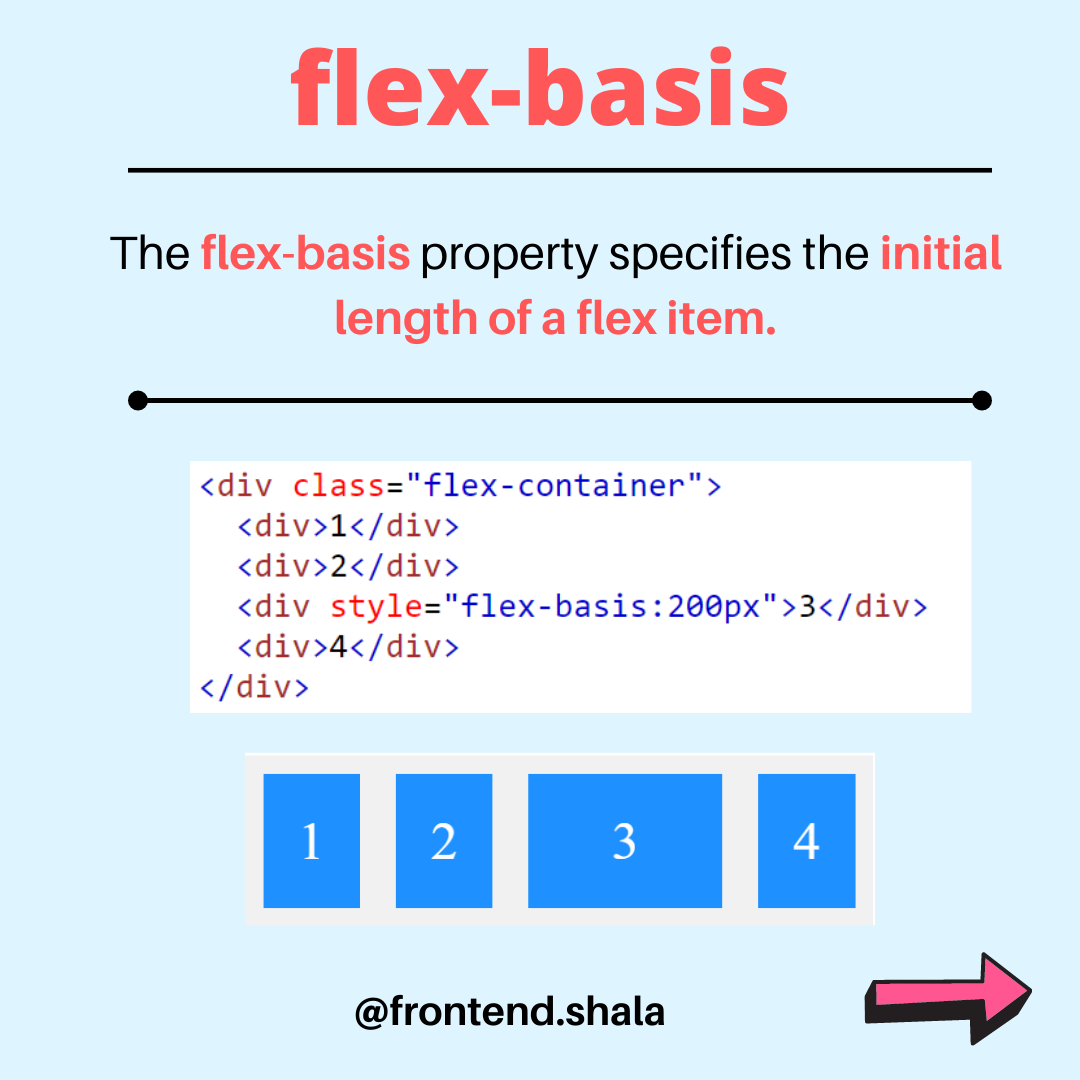 flex-basis
The flex-basis property specifies the initial
length of a flex item.
<div class="flex-container">
  <div>1</div>
  <div>2</div>
  <div style="flex-basis:200px">3</div>
  <div>4</div>
</div>
1 2 3 4
@frontend.shala